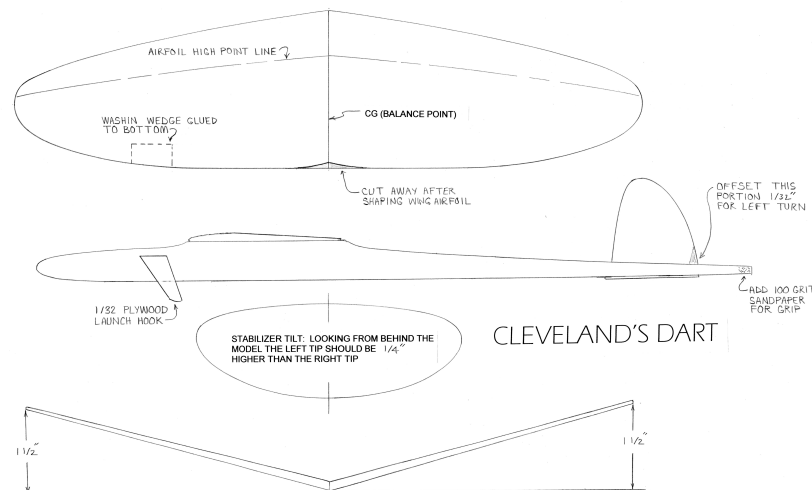 AIRFOIL HIGH POINT LINE
CG (BALANCE POINT)
WASHIN WEDGE GLUED
TO BOTTOM
CUT AWAY AFTER
SHAPING WING AIRFOIL
OFFSET THIS
PORTION 1/32"
FOR LEFT TURN
1/32 PLYWOOD
LAUNCH HOOK
ADD 100 GRIT
SANDPAPER
FOR GRIP
STABILIZER TILT: LOOKING FROM BEHIND THE
MODEL THE LEFT TIP SHOULD BE 1/4"
HIGHER THAN THE RIGHT TIP
CLEVELAND'S DART
1 1/2"
1 1/2"